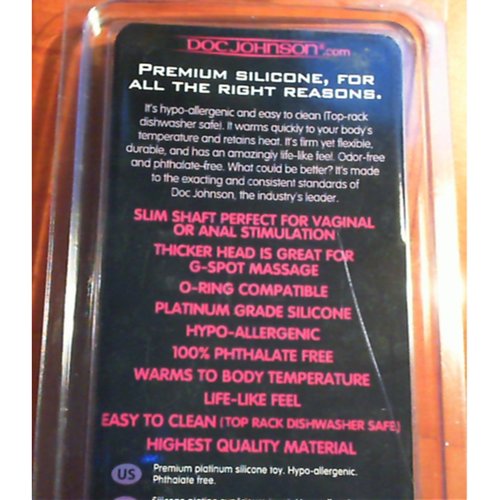 DOC JOHNSON®.com
PREMIUM SILICONE, FOR
ALL THE RIGHT REASONS.
It's hypo-allergenic and easy to clean (Top-rack
dishwasher safe). It warms quickly to your body's
temperature and retains heat. It's firm yet flexible,
durable, and has an amazingly life-like feel. Odor-free
and phthalate-free. What could be better? It's made
to the exacting and consistent standards of
Doc Johnson, the industry's leader.
SLIM SHAFT PERFECT FOR VAGINAL
OR ANAL STIMULATION
THICKER HEAD IS GREAT FOR
G-SPOT MASSAGE
O-RING COMPATIBLE
PLATINUM GRADE SILICONE
HYPO-ALLERGENIC
100% PHTHALATE FREE
WARMS TO BODY TEMPERATURE
LIFE-LIKE FEEL
EASY TO CLEAN (TOP RACK DISHWASHER SAFE)
HIGHEST QUALITY MATERIAL
US Premium platinum silicone toy. Hypo-allergenic.
Phthalate free.